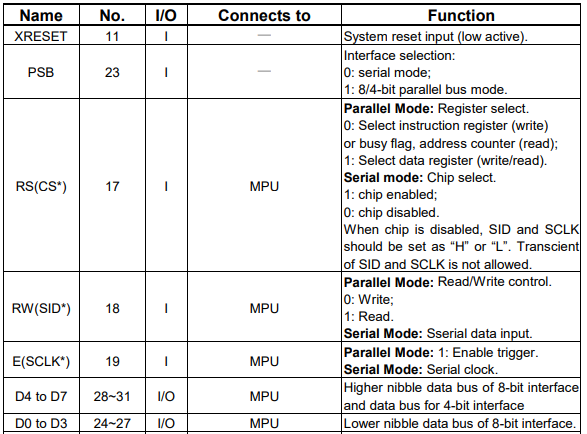 Name No. I/O Connects to Function
XRESET 11 I — System reset input (low active).
PSB 23 I — Interface selection:
0: serial mode;
1: 8/4-bit parallel bus mode.
RS(CS*) 17 I MPU Parallel Mode: Register select.
0: Select instruction register (write)
or busy flag, address counter (read);
1: Select data register (write/read).
Serial mode: Chip select.
1: chip enabled;
0: chip disabled.
When chip is disabled, SID and SCLK
should be set as “H” or “L”. Transcient
of SID and SCLK is not allowed.
RW(SID*) 18 I MPU Parallel Mode: Read/Write control.
0: Write;
1: Read.
Serial Mode: Sserial data input.
E(SCLK*) 19 I MPU Parallel Mode: 1: Enable trigger.
Serial Mode: Serial clock.
D4 to D7 28~31 I/O MPU Higher nibble data bus of 8-bit interface
and data bus for 4-bit interface
D0 to D3 24~27 I/O MPU Lower nibble data bus of 8-bit interface.